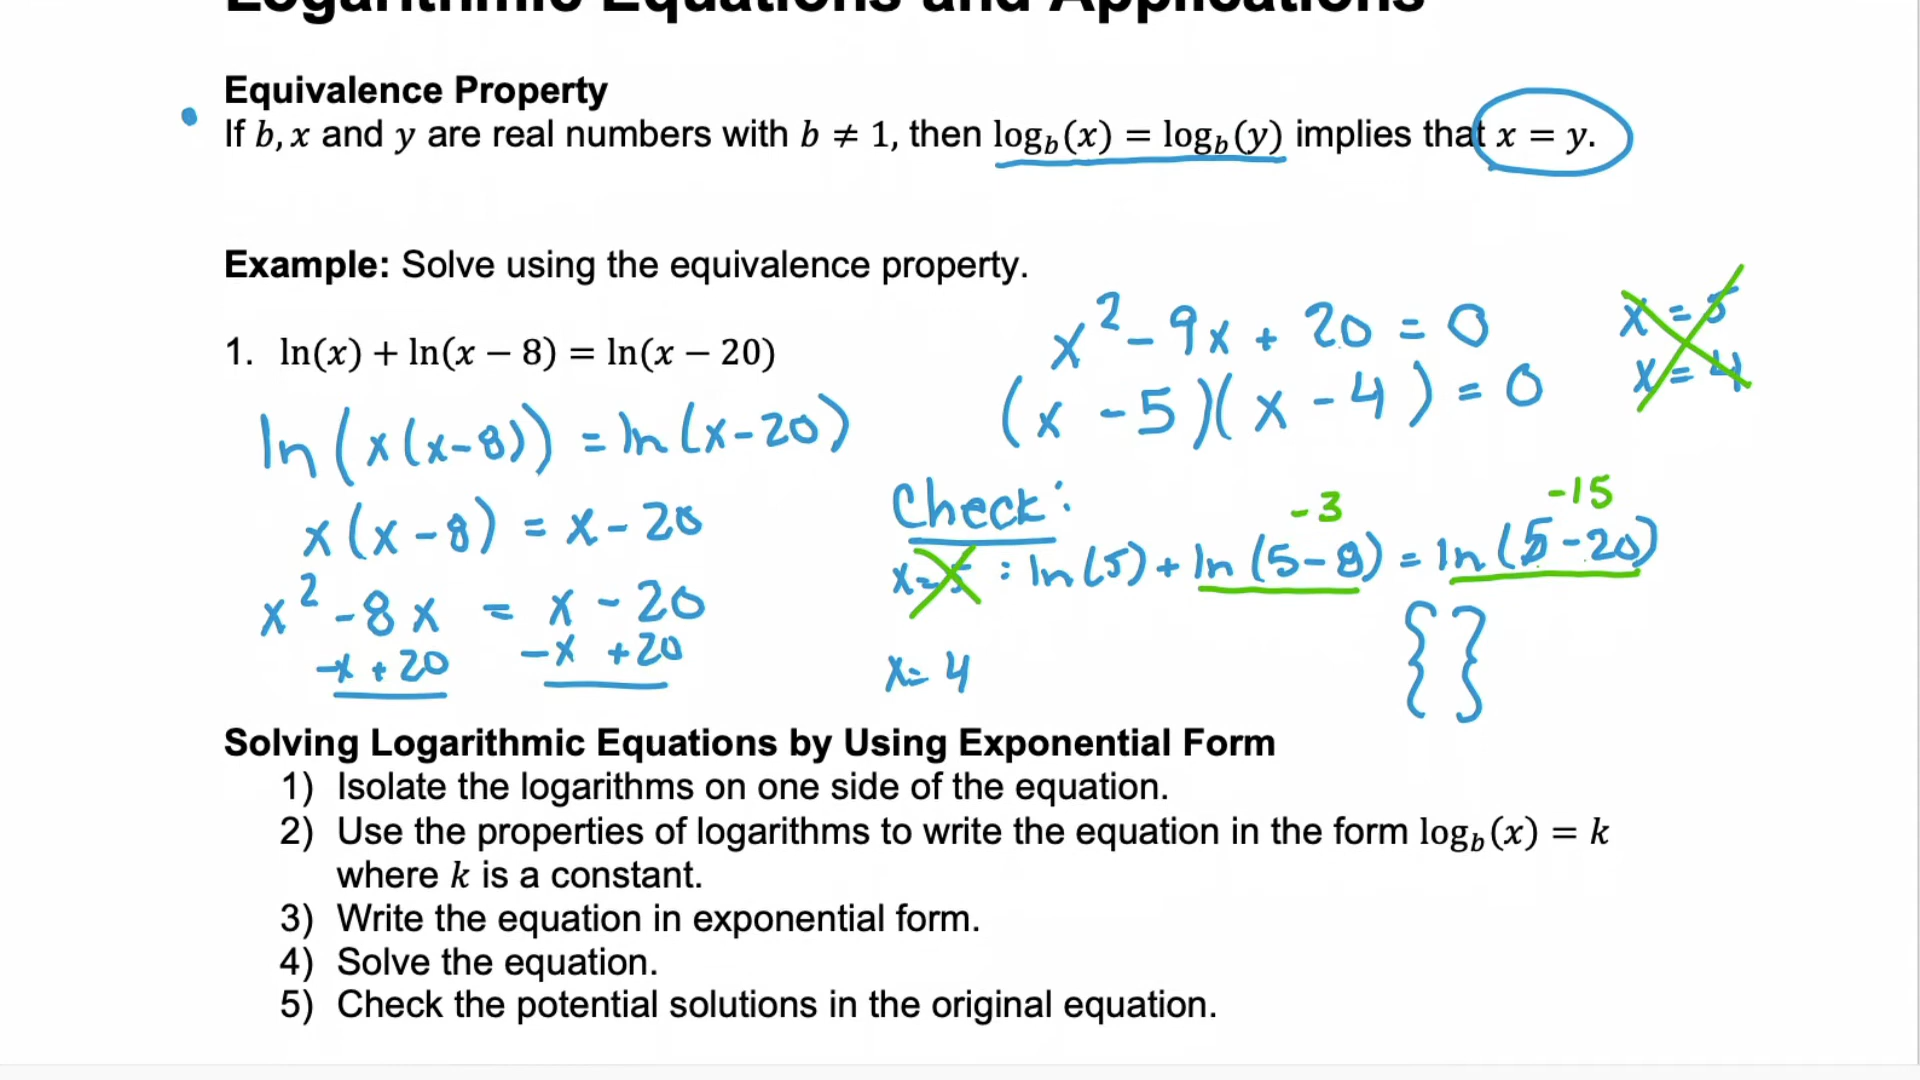 Logarithmic Equations and Applications
Equivalence Property
If b, x and y are real numbers with b ≠ 1, then log_b(x) = log_b(y) implies that x = y.
Example: Solve using the equivalence property.
1. ln(x) + ln(x − 8) = ln(x − 20)
ln(x(x-8)) = ln(x-20)
x(x-8) = x-20
x² - 8x = x - 20
-x + 20 -x +20
x² - 9x + 20 = 0
(x - 5)(x - 4) = 0
x = 5
x = 4
Check:
-3 -15
x=5 : ln(5) + ln(5-8) = ln(5-20)
x= 4
{ }
Solving Logarithmic Equations by Using Exponential Form
1) Isolate the logarithms on one side of the equation.
2) Use the properties of logarithms to write the equation in the form log_b(x) = k
where k is a constant.
3) Write the equation in exponential form.
4) Solve the equation.
5) Check the potential solutions in the original equation.